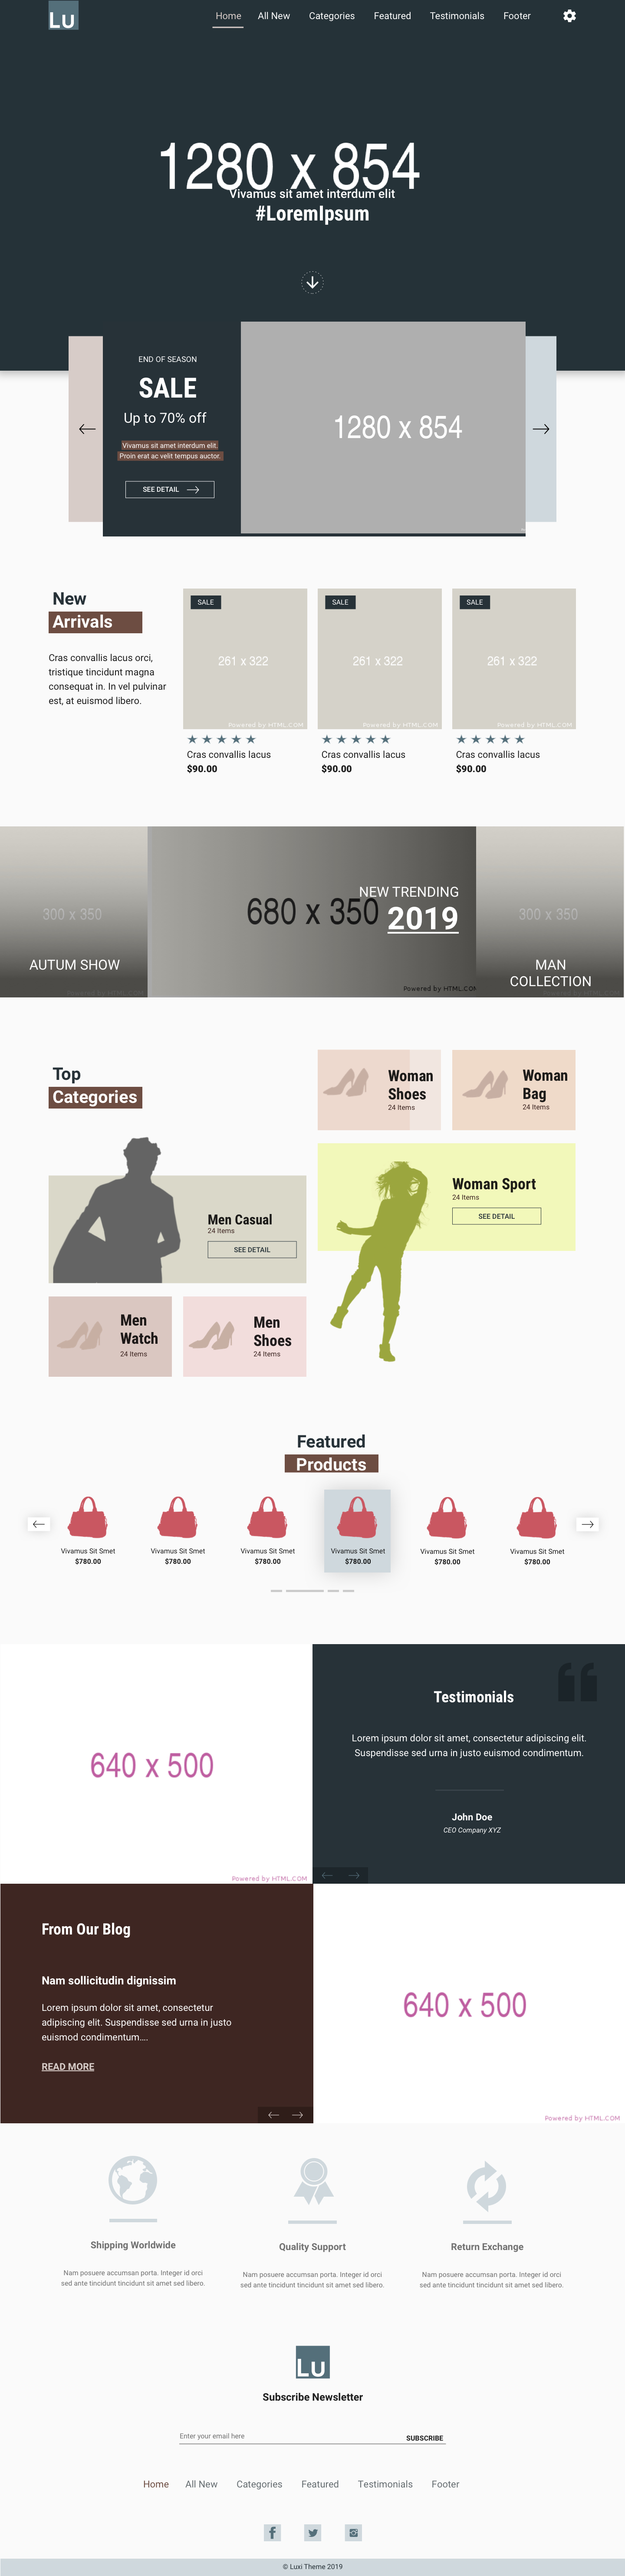 Lu
Home All New Categories Featured Testimonials Footer
1280 x 854
Vivamus sit amet interdum elit
#LoremIpsum
END OF SEASON
SALE
Up to 70% off
Vivamus sit amet interdum elit.
Proin erat ac velit tempus auctor.
SEE DETAIL
1280 x 854
New
Arrivals
Cras convallis lacus orci,
tristique tincidunt magna
consequat in. In vel pulvinar
est, at euismod libero.
SALE
261 x 322
Powered by HTML.COM
Cras convallis lacus
$90.00
SALE
261 x 322
Powered by HTML.COM
Cras convallis lacus
$90.00
SALE
261 x 322
Powered by HTML.COM
Cras convallis lacus
$90.00
300 x 350
AUTUM SHOW
Powered by HTML.COM
680 x 350
NEW TRENDING
2019
Powered by HTML.COM
300 x 350
MAN
COLLECTION
Top
Categories
Woman
Shoes
24 Items
Woman
Bag
24 Items
Men Casual
24 Items
SEE DETAIL
Woman Sport
24 Items
SEE DETAIL
Men
Watch
24 Items
Men
Shoes
24 Items
Featured
Products
Vivamus Sit Smet
$780.00
Vivamus Sit Smet
$780.00
Vivamus Sit Smet
$780.00
Vivamus Sit Smet
$780.00
Vivamus Sit Smet
$780.00
Vivamus Sit Smet
$780.00
640 x 500
Powered by HTML.COM
Testimonials
Lorem ipsum dolor sit amet, consectetur adipiscing elit.
Suspendisse sed urna in justo euismod condimentum.
John Doe
CEO Company XYZ
From Our Blog
Nam sollicitudin dignissim
Lorem ipsum dolor sit amet, consectetur
adipiscing elit. Suspendisse sed urna in justo
euismod condimentum....
READ MORE
640 x 500
Powered by HTML.COM
Shipping Worldwide
Nam posuere accumsan porta. Integer id orci
sed ante tincidunt tincidunt sit amet sed libero.
Quality Support
Nam posuere accumsan porta. Integer id orci
sed ante tincidunt tincidunt sit amet sed libero.
Return Exchange
Nam posuere accumsan porta. Integer id orci
sed ante tincidunt tincidunt sit amet sed libero.
Lu
Subscribe Newsletter
Enter your email here SUBSCRIBE
Home All New Categories Featured Testimonials Footer
© Luxi Theme 2019